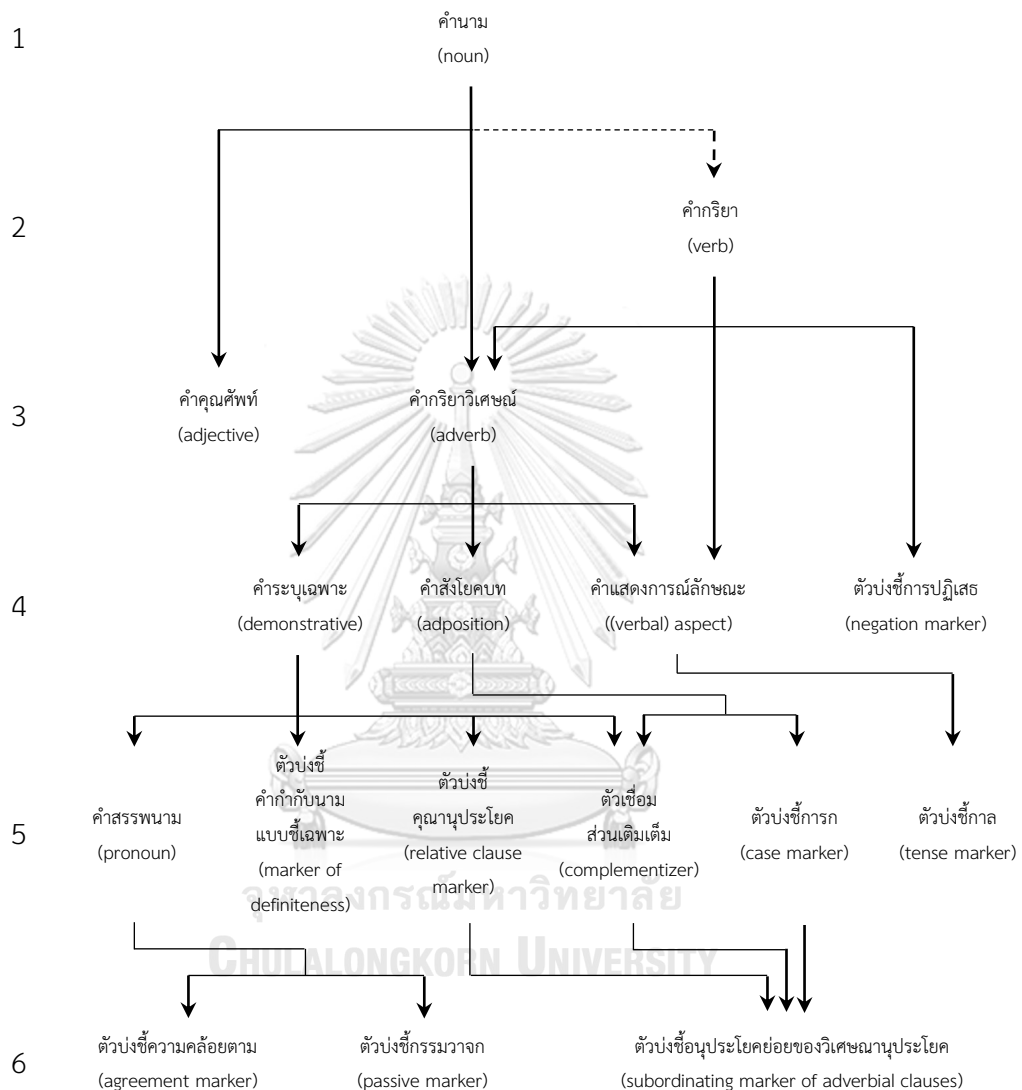 1
คำนาม
(noun)
2
คำกริยา
(verb)
3
คำคุณศัพท์
(adjective)
คำกริยาวิเศษณ์
(adverb)
4
คำระบุเฉพาะ
(demonstrative)
คำสังโยคบท
(adposition)
คำแสดงการณ์ลักษณะ
((verbal) aspect)
ตัวบ่งชี้การปฏิเสธ
(negation marker)
5
คำสรรพนาม
(pronoun)
ตัวบ่งชี้
คำกำกับนาม
แบบชี้เฉพาะ
(marker of
definiteness)
ตัวบ่งชี้
คุณานุประโยค
(relative clause
marker)
ตัวเชื่อม
ส่วนเติมเต็ม
(complementizer)
ตัวบ่งชี้การก
(case marker)
ตัวบ่งชี้กาล
(tense marker)
จุฬาลงกรณ์มหาวิทยาลัย
CHULALONGKORN UNIVERSITY
6
ตัวบ่งชี้ความคล้อยตาม
(agreement marker)
ตัวบ่งชี้กรรมวาจก
(passive marker)
ตัวบ่งชี้อนุประโยคย่อยของวิเศษณานุประโยค
(subordinating marker of adverbial clauses)